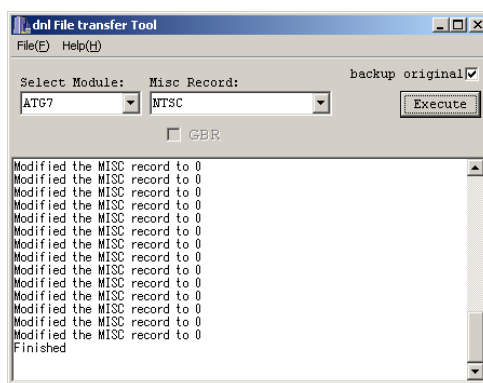 dnl File transfer Tool
File(F) Help(H)
backup original
Select Module: Misc Record:
ATG7 NTSC Execute
GBR
Modified the MISC record to 0
Modified the MISC record to 0
Modified the MISC record to 0
Modified the MISC record to 0
Modified the MISC record to 0
Modified the MISC record to 0
Modified the MISC record to 0
Modified the MISC record to 0
Modified the MISC record to 0
Modified the MISC record to 0
Modified the MISC record to 0
Modified the MISC record to 0
Modified the MISC record to 0
Modified the MISC record to 0
Finished